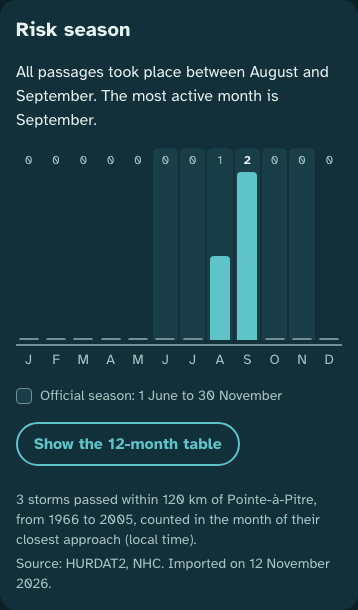 Risk season
All passages took place between August and
September. The most active month is
September.
0 0 0 0 0 0 0 1 2 0 0 0
J F M A M J J A S O N D
Official season: 1 June to 30 November
Show the 12-month table
3 storms passed within 120 km of Pointe-à-Pitre,
from 1966 to 2005, counted in the month of their
closest approach (local time).
Source: HURDAT2, NHC. Imported on 12 November
2026.